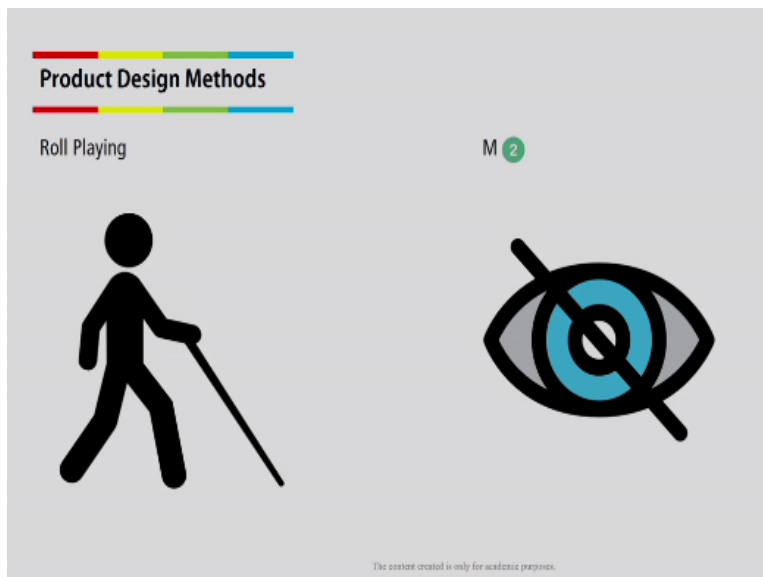 Product Design Methods
Roll Playing
M 2
The content created is only for academic purposes.